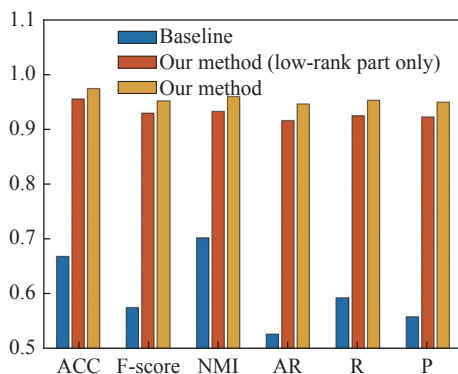 1.1
Baseline
Our method (low-rank part only)
1.0
Our method
0.9
0.8
0.7
0.6
0.5
ACC F-score NMI AR R P